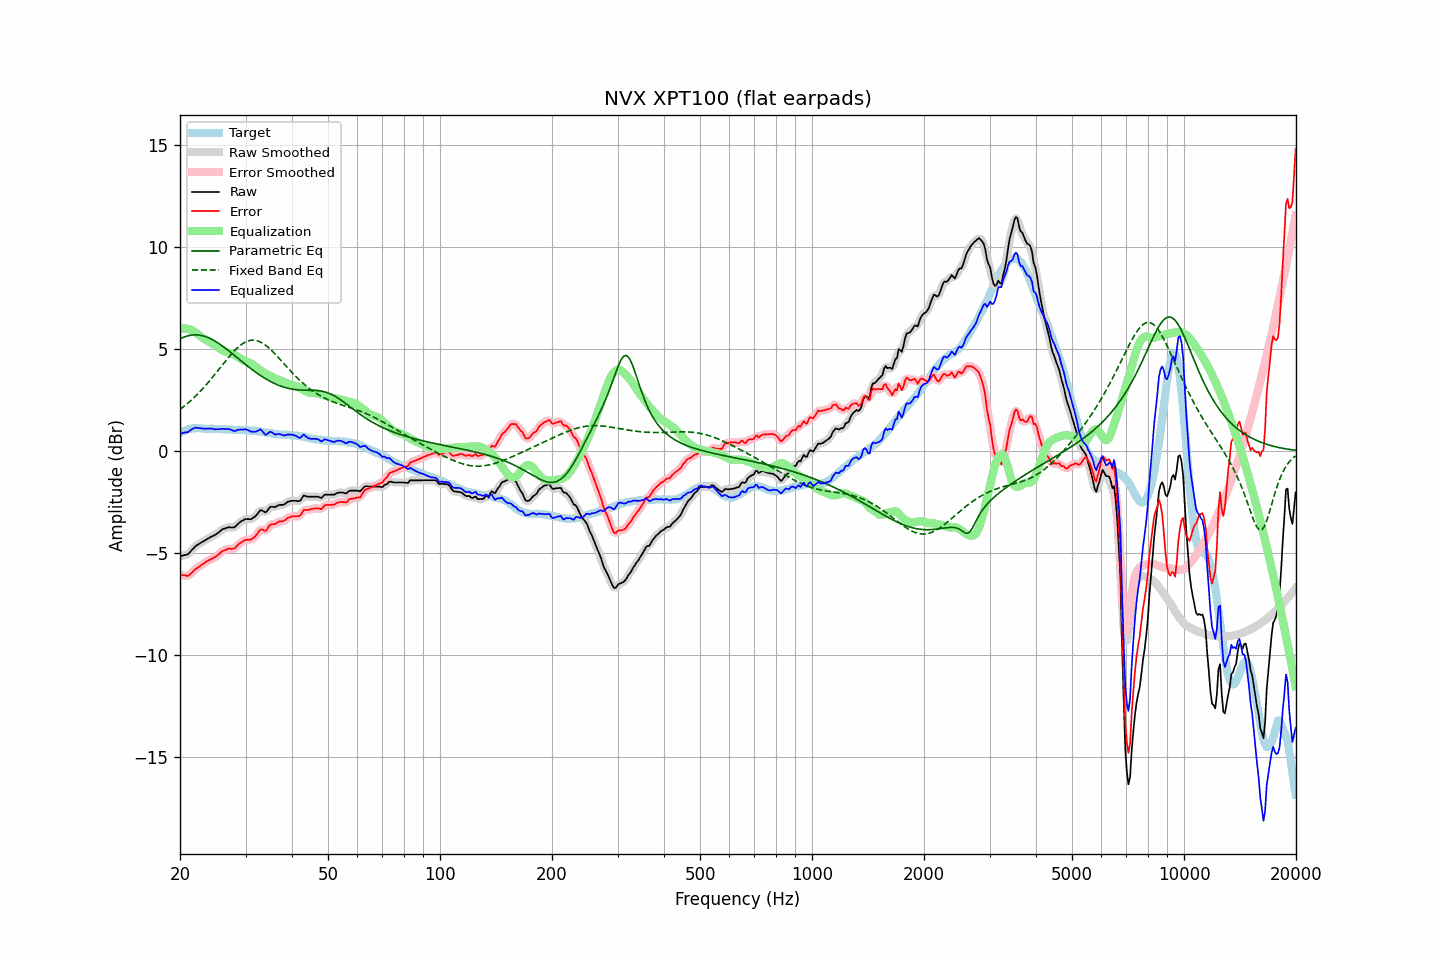 NVX XPT100 (flat earpads)
Target
Raw Smoothed
Error Smoothed
Raw
Error
Equalization
Parametric Eq
Fixed Band Eq
Equalized
Amplitude (dBr)
15
10
5
0
−5
−10
−15
20 50 100 200 500 1000 2000 5000 10000 20000
Frequency (Hz)